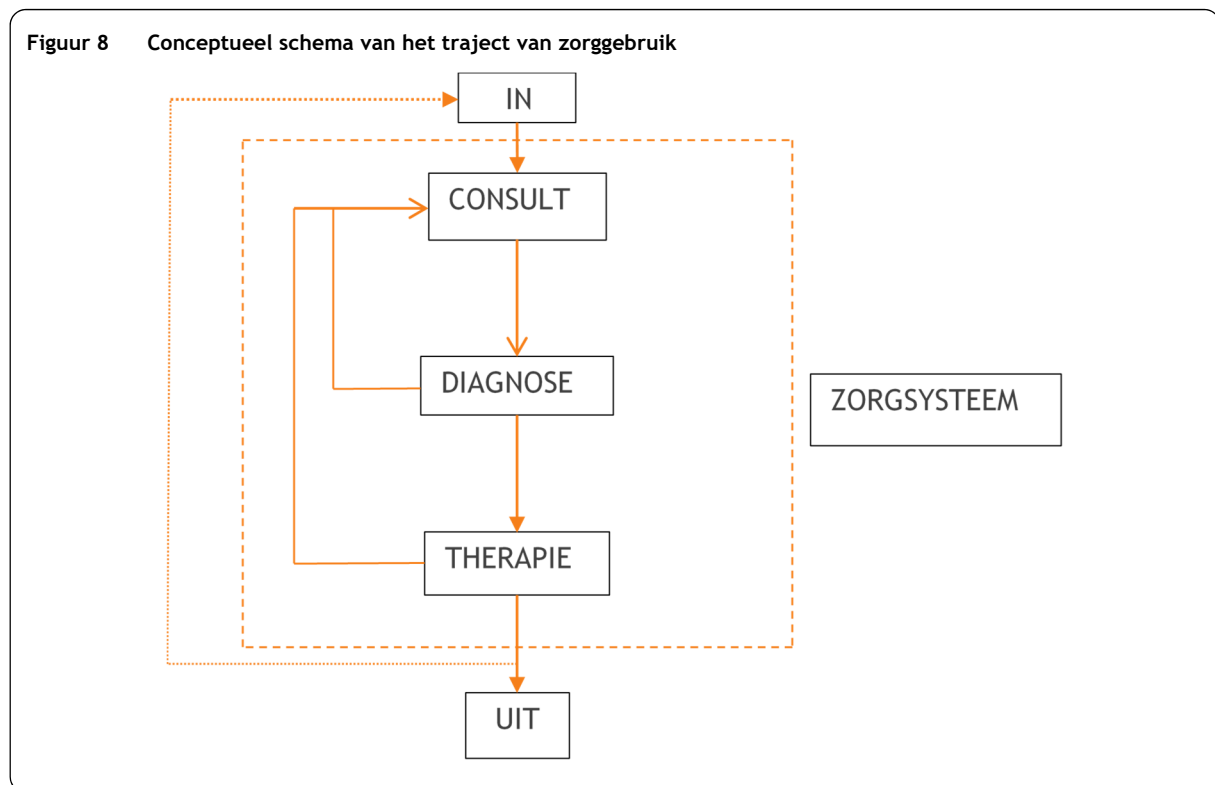 Figuur 8 Conceptueel schema van het traject van zorggebruik
IN
CONSULT
DIAGNOSE
ZORGSYSTEEM
THERAPIE
UIT